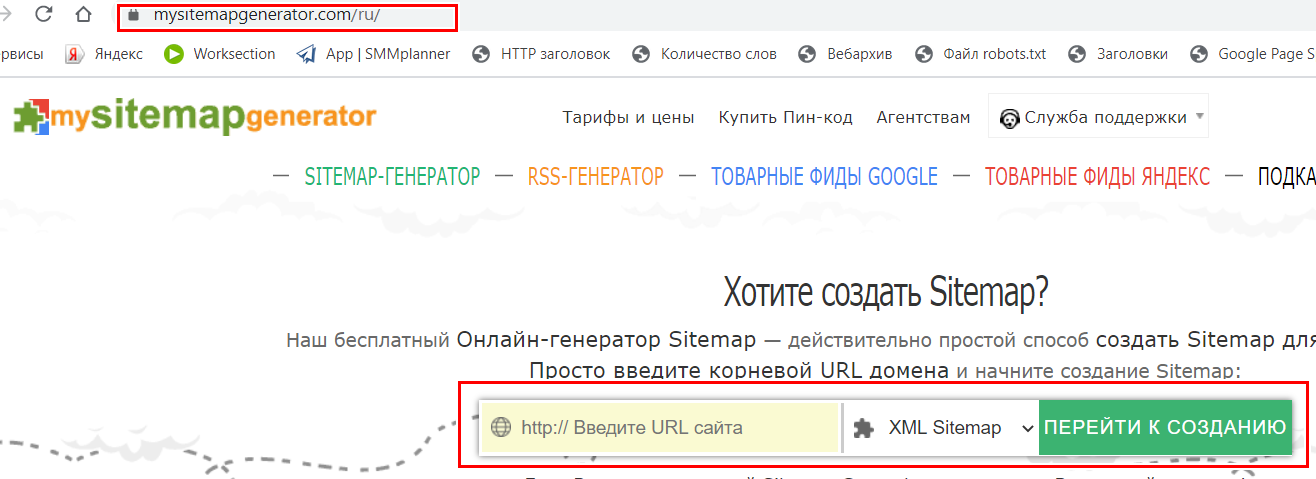 mysitemapgenerator.com/ru/
Яндекс Worksection App | SMMplanner HTTP заголовок Количество слов Вебархив Файл robots.txt Заголовки Google Page S
mysitemapgenerator
Тарифы и цены Купить Пин-код Агентствам Служба поддержки
— SITEMAP-ГЕНЕРАТОР — RSS-ГЕНЕРАТОР — ТОВАРНЫЕ ФИДЫ GOOGLE — ТОВАРНЫЕ ФИДЫ ЯНДЕКС — ПОДКА
Хотите создать Sitemap?
Наш бесплатный Онлайн-генератор Sitemap — действительно простой способ создать Sitemap для
Просто введите корневой URL домена и начните создание Sitemap:
http:// Введите URL сайта XML Sitemap ПЕРЕЙТИ К СОЗДАНИЮ